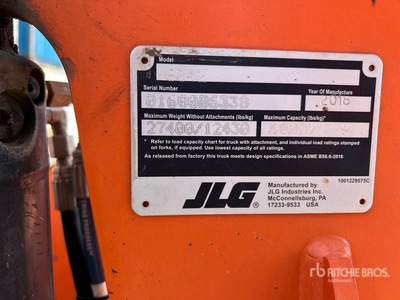 Model
Serial Number
Year Of Manufacture
0160086338
2018
Maximum Weight Without Attachments (lbs/kg)
Maximum Capacity (lbs/kg)*
27400/12430
* Refer to load capacity chart for truck with attachment, and individual load ratings stamped
on forks, if equipped. Use lowest capacity of all ratings.
As released from factory this truck meets design specifications in ASME B56.6-2016
JLG®
Manufactured by
JLG Industries Inc.
McConnellsburg, PA
17233-9533 USA
1001229575C
rb RITCHIE BROS.